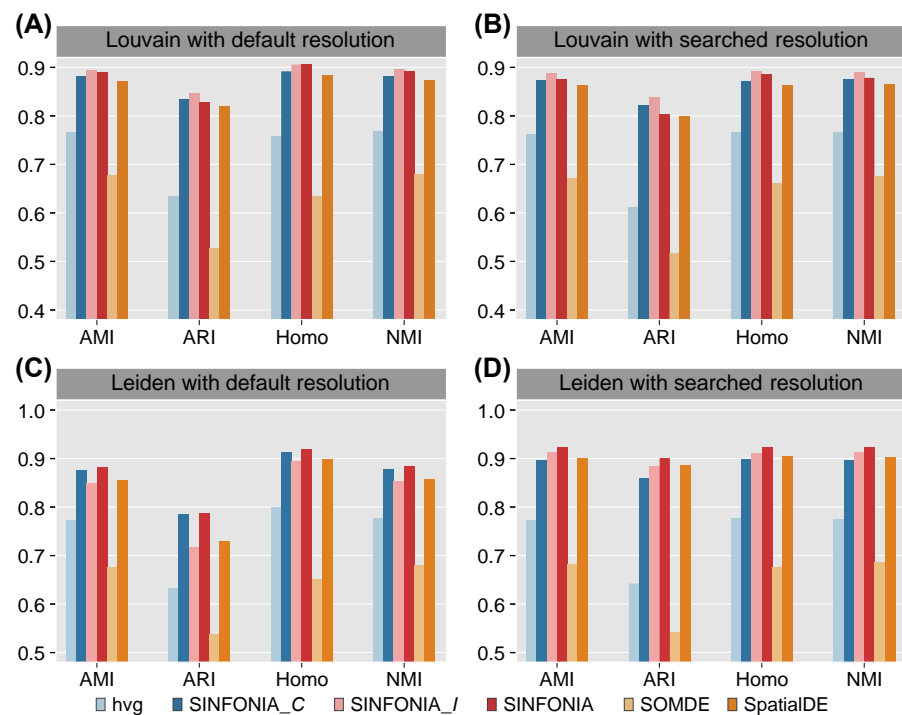 (A)
Louvain with default resolution
0.9
0.8
0.7
0.6
0.5
0.4
AMI ARI Homo NMI
(B)
Louvain with searched resolution
0.9
0.8
0.7
0.6
0.5
0.4
AMI ARI Homo NMI
(C)
Leiden with default resolution
1.0
0.9
0.8
0.7
0.6
0.5
AMI ARI Homo NMI
(D)
Leiden with searched resolution
1.0
0.9
0.8
0.7
0.6
0.5
AMI ARI Homo NMI
hvg SINFONIA_C SINFONIA_I SINFONIA SOMDE SpatialDE